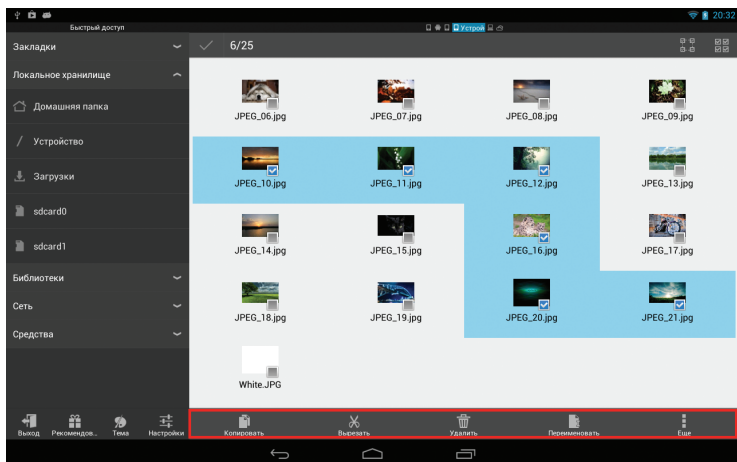 20:32
Быстрый доступ
Устрой
Закладки
6/25
Локальное хранилище
Домашняя папка
Устройство
Загрузки
sdcard0
sdcard1
Библиотеки
Сеть
Средства
JPEG_06.jpg JPEG_07.jpg JPEG_08.jpg JPEG_09.jpg
JPEG_10.jpg JPEG_11.jpg JPEG_12.jpg JPEG_13.jpg
JPEG_14.jpg JPEG_15.jpg JPEG_16.jpg JPEG_17.jpg
JPEG_18.jpg JPEG_19.jpg JPEG_20.jpg JPEG_21.jpg
White.JPG
Выход Рекомендов... Тема Настройки
Копировать Вырезать Удалить Переименовать Еще